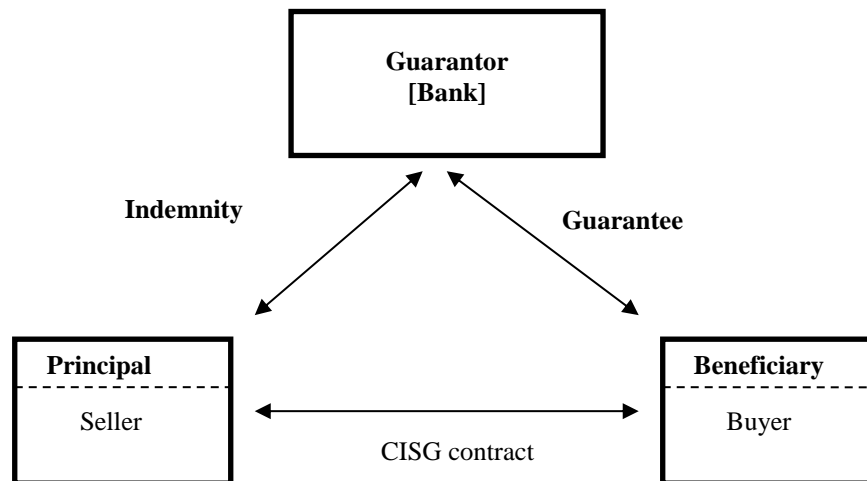 Guarantor
[Bank]
Indemnity
Guarantee
Principal
Seller
Beneficiary
Buyer
CISG contract